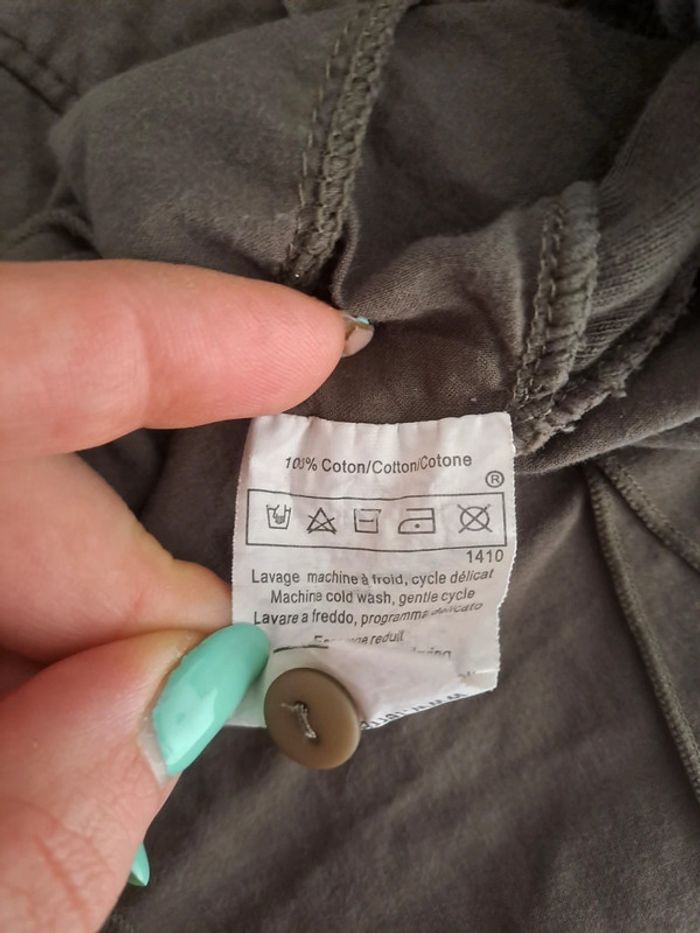 100% Coton/Cotton/Cotone
®
1410
Lavage machine à froid, cycle délicat
Machine cold wash, gentle cycle
Lavare a freddo, programma delicato
reduit